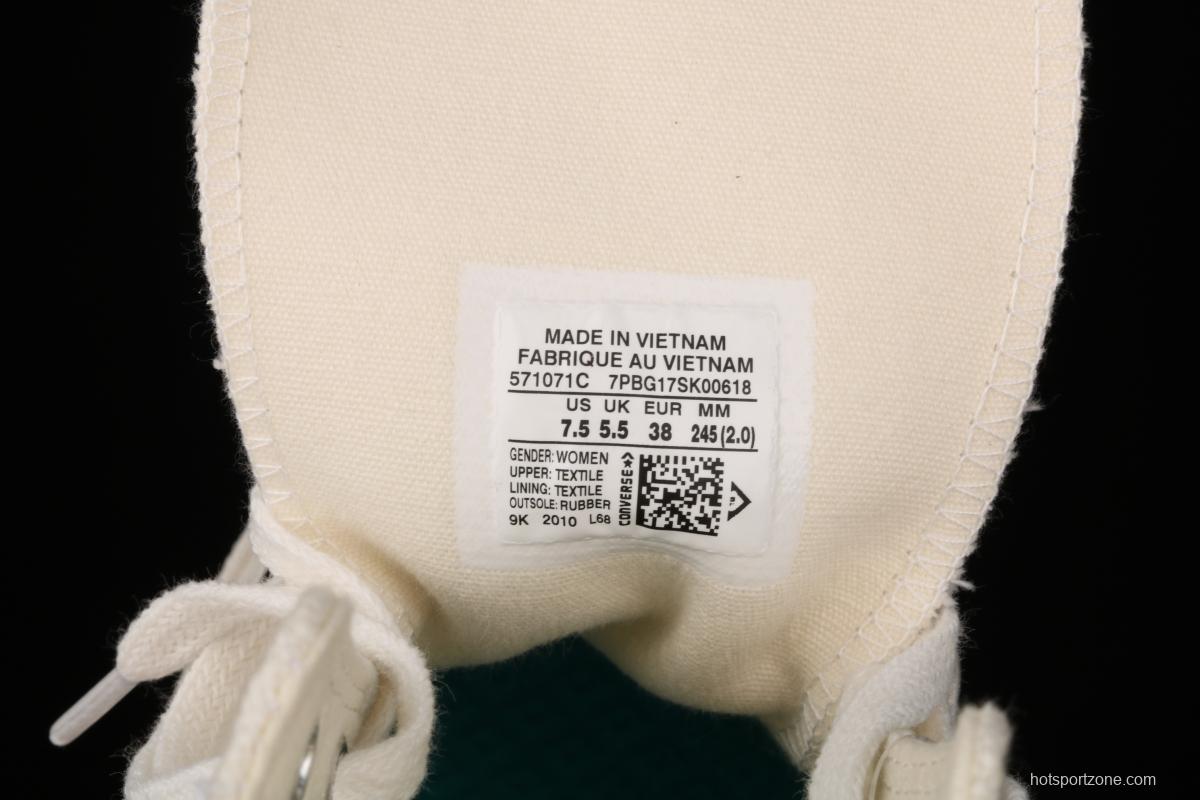 MADE IN VIETNAM
FABRIQUE AU VIETNAM
571071C 7PBG17SK00618
US UK EUR MM
7.5 5.5 38 245(2.0)
GENDER: WOMEN
UPPER: TEXTILE
LINING: TEXTILE
OUTSOLE: RUBBER
9K 2010 L68
CONVERSE
hotsportzone.com